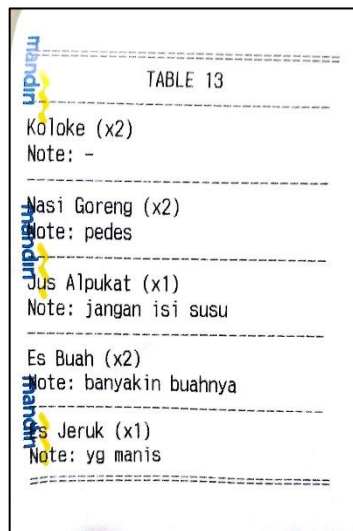 mandiri
TABLE 13
Koloke (x2)
Note: -
Nasi Goreng (x2)
Note: pedes
mandiri
Jus Alpukat (x1)
Note: jangan isi susu
Es Buah (x2)
Note: banyakin buahnya
mandiri
Es Jeruk (x1)
Note: yg manis